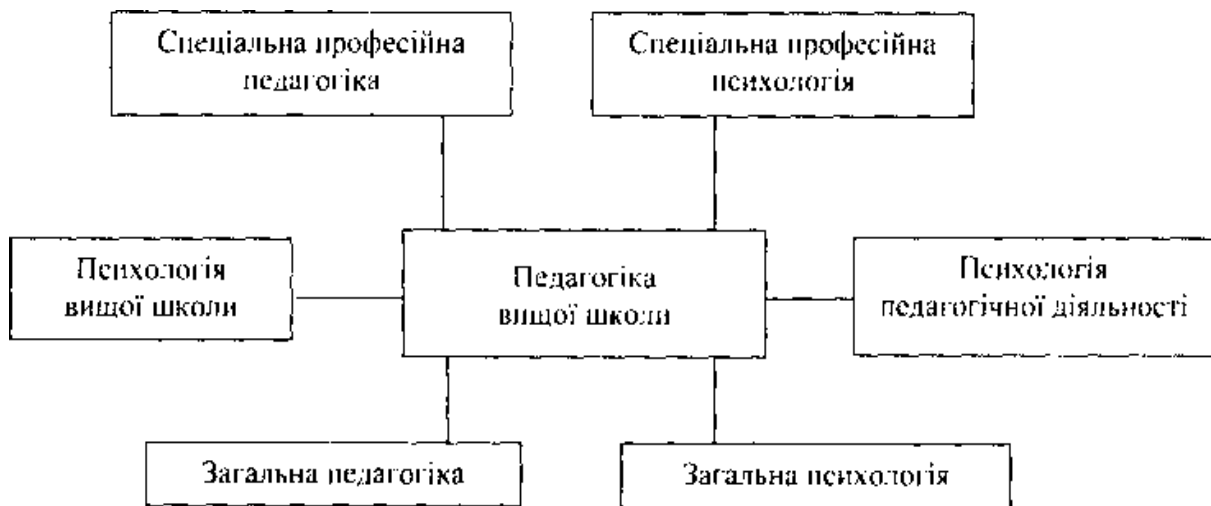 Спеціальна професійна
педагогіка
Спеціальна професійна
психологія
Психологія
вищої школи
Педагогіка
вищої школи
Психологія
педагогічної діяльності
Загальна педагогіка
Загальна психологія